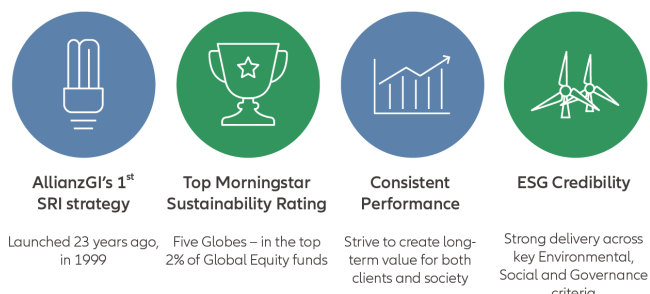 AllianzGI's 1st
SRI strategy
Launched 23 years ago,
in 1999
Top Morningstar
Sustainability Rating
Five Globes – in the top
2% of Global Equity funds
Consistent
Performance
Strive to create long-
term value for both
clients and society
ESG Credibility
Strong delivery across
key Environmental,
Social and Governance
criteria